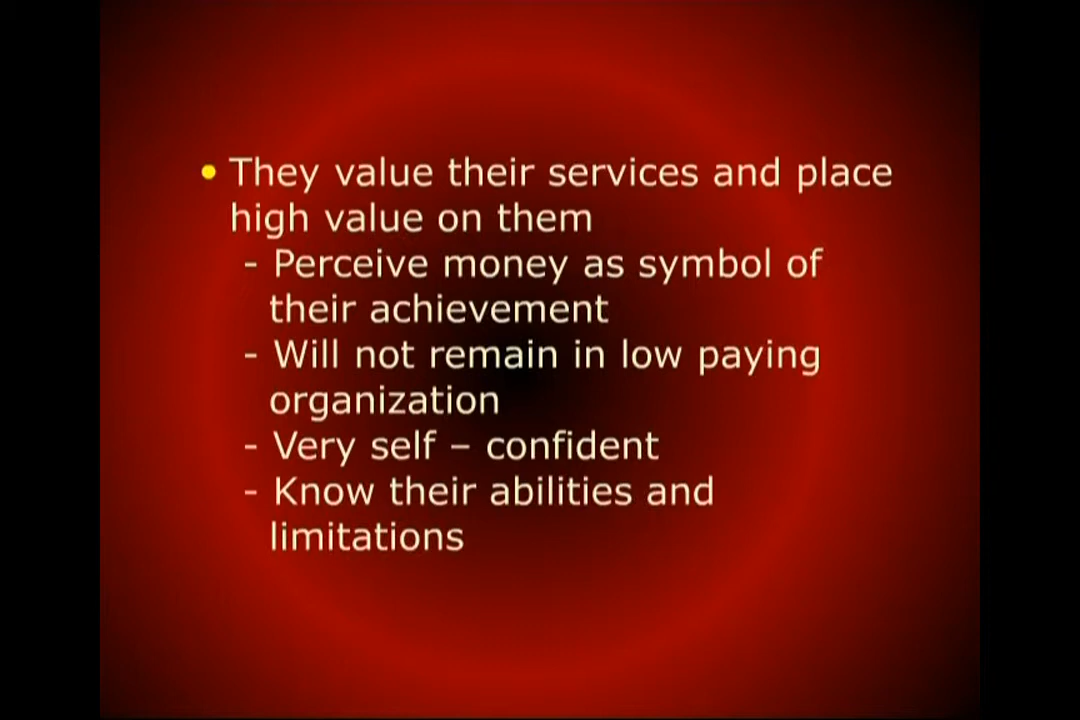 • They value their services and place
high value on them
- Perceive money as symbol of
their achievement
- Will not remain in low paying
organization
- Very self – confident
- Know their abilities and
limitations